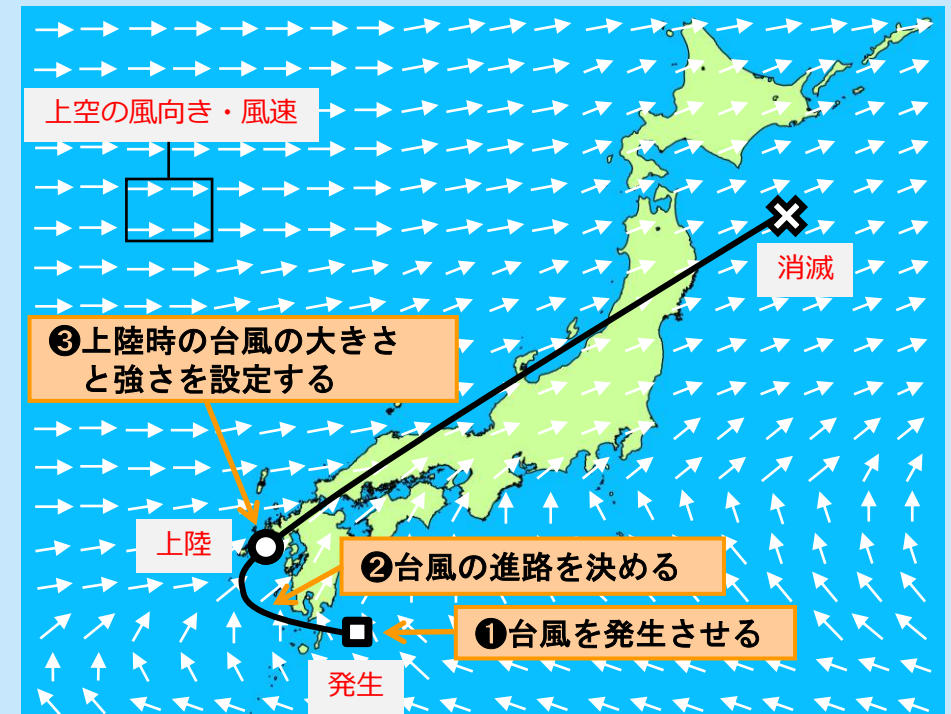 上空の風向き・風速
消滅
❸上陸時の台風の大きさ
と強さを設定する
上陸
❷台風の進路を決める
❶台風を発生させる
発生